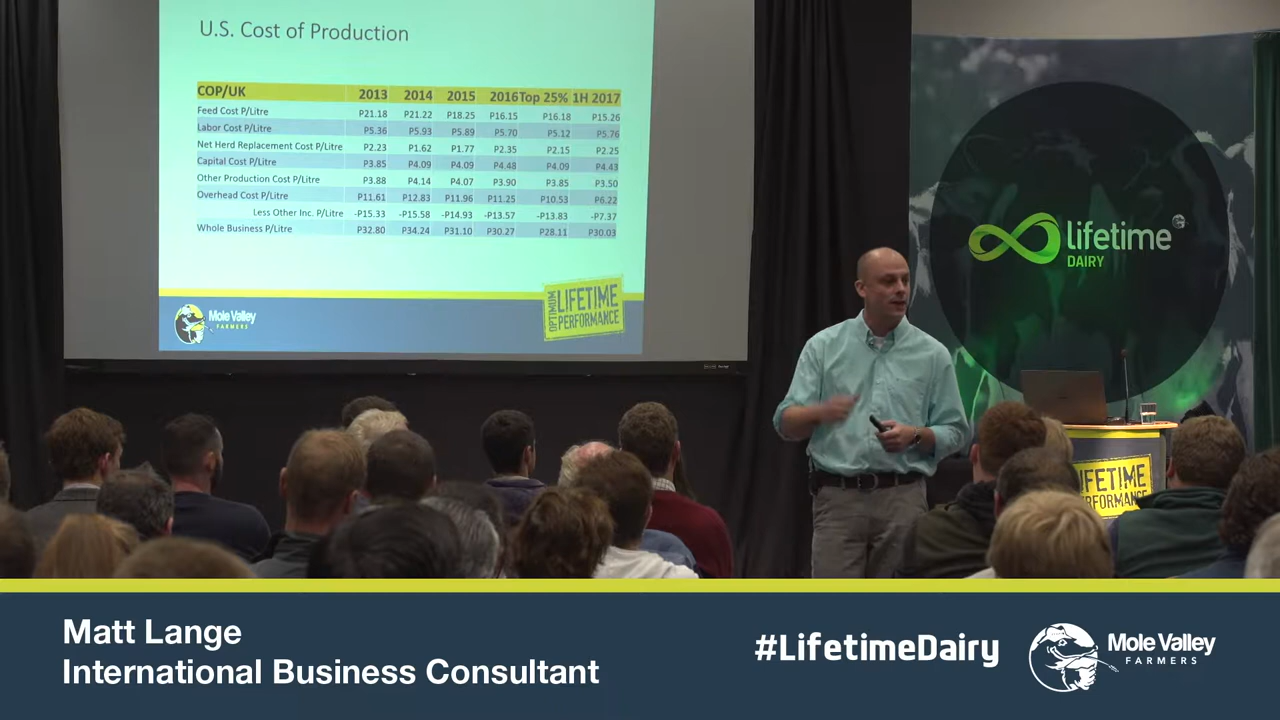 U.S. Cost of Production
COP/UK 2013 2014 2015 2016 Top 25% 1H 2017
Feed Cost P/Litre P21.18 P21.22 P18.25 P16.15 P16.18 P15.26
Labor Cost P/Litre P5.36 P5.93 P5.89 P5.70 P5.12 P5.76
Net Herd Replacement Cost P/Litre P2.23 P1.62 P1.77 P2.35 P2.15 P2.25
Capital Cost P/Litre P3.85 P4.09 P4.09 P4.48 P4.09 P4.43
Other Production Cost P/Litre P3.88 P4.14 P4.07 P3.90 P3.85 P3.50
Overhead Cost P/Litre P11.61 P12.83 P11.96 P11.25 P10.53 P6.22
Less Other Inc. P/Litre -P15.33 -P15.58 -P14.93 -P13.57 -P13.83 -P7.37
Whole Business P/Litre P32.80 P34.24 P31.10 P30.27 P28.11 P30.03
Mole Valley
FARMERS
OPTIMUM
LIFETIME
PERFORMANCE
lifetime
DAIRY
LIFETIME
PERFORMANCE
Matt Lange
International Business Consultant
#LifetimeDairy
Mole Valley
FARMERS